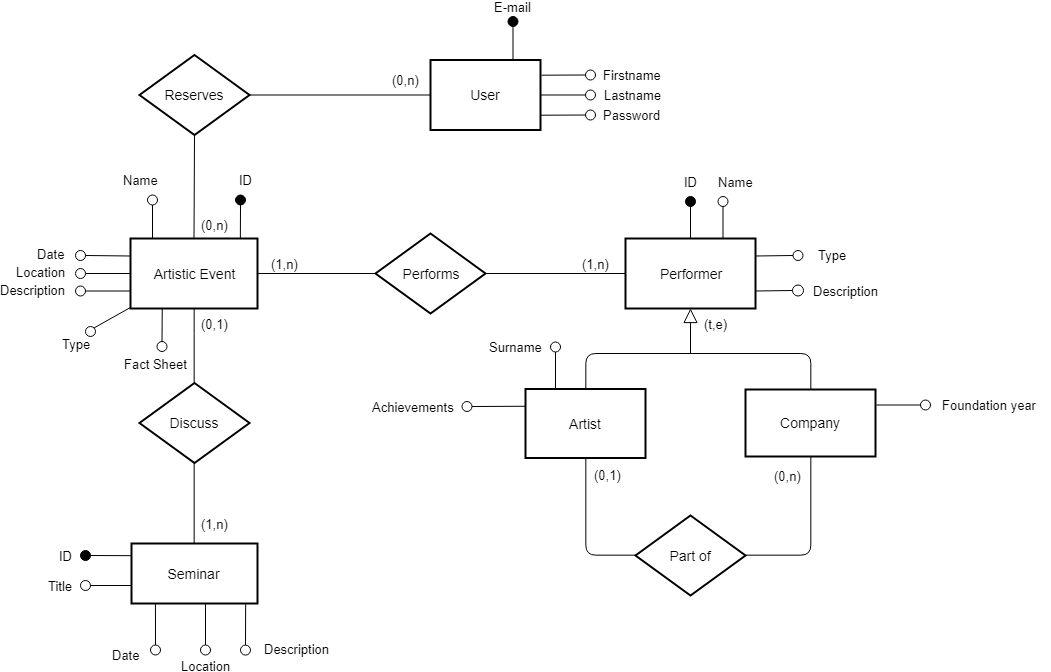 E-mail
(0,n)
Reserves
User
Firstname
Lastname
Password
Name
ID
ID
Name
(0,n)
Date
Location
Description
Artistic Event
(1,n)
Performs
(1,n)
Performer
Type
Description
Type
Fact Sheet
(0,1)
(t,e)
Surname
Achievements
Artist
Company
Foundation year
Discuss
(0,1)
(0,n)
(1,n)
Part of
ID
Title
Seminar
Date
Location
Description